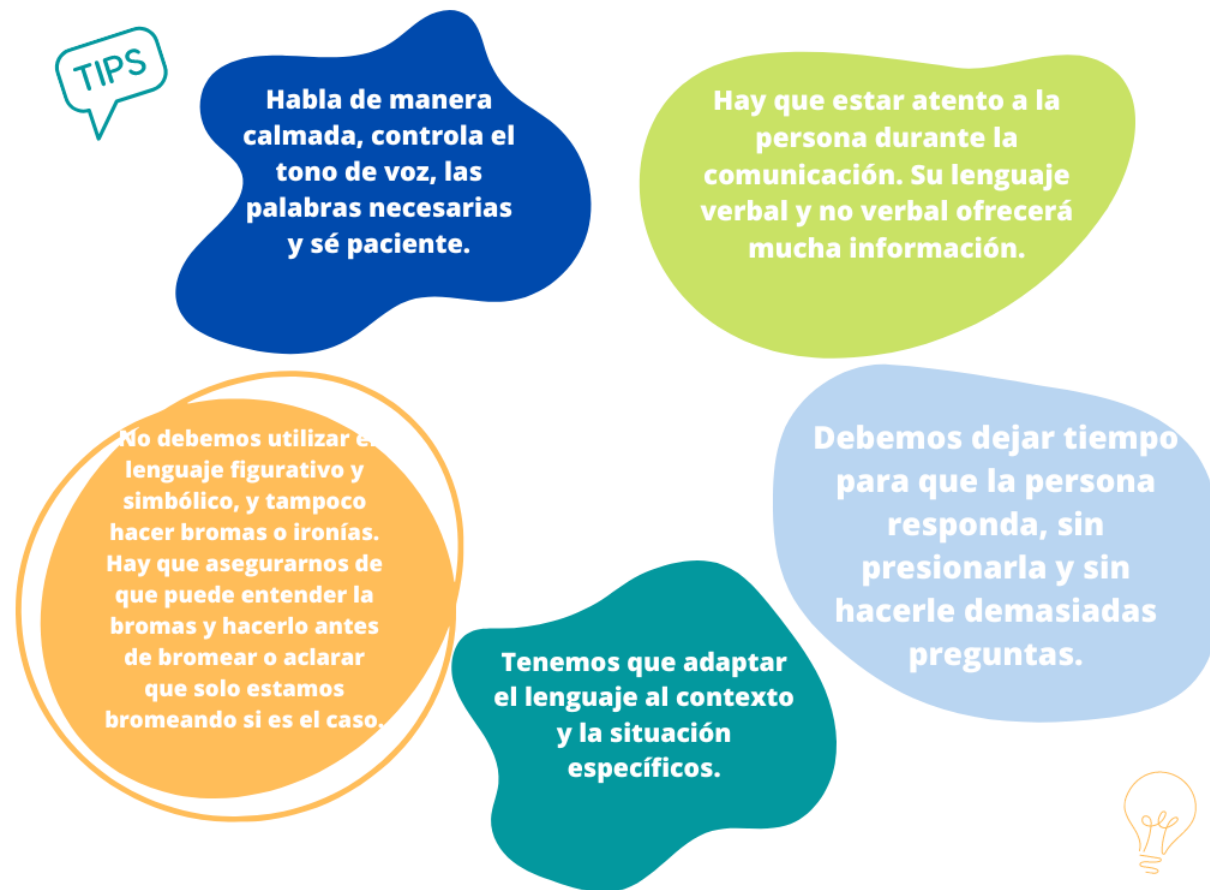 TIPS
Habla de manera
calmada, controla el
tono de voz, las
palabras necesarias
y sé paciente.
Hay que estar atento a la
persona durante la
comunicación. Su lenguaje
verbal y no verbal ofrecerá
mucha información.
No debemos utilizar el
lenguaje figurativo y
simbólico, y tampoco
hacer bromas o ironías.
Hay que asegurarnos de
que puede entender la
bromas y hacerlo antes
de bromear o aclarar
que solo estamos
bromeando si es el caso.
Debemos dejar tiempo
para que la persona
responda, sin
presionarla y sin
hacerle demasiadas
preguntas.
Tenemos que adaptar
el lenguaje al contexto
y la situación
específicos.